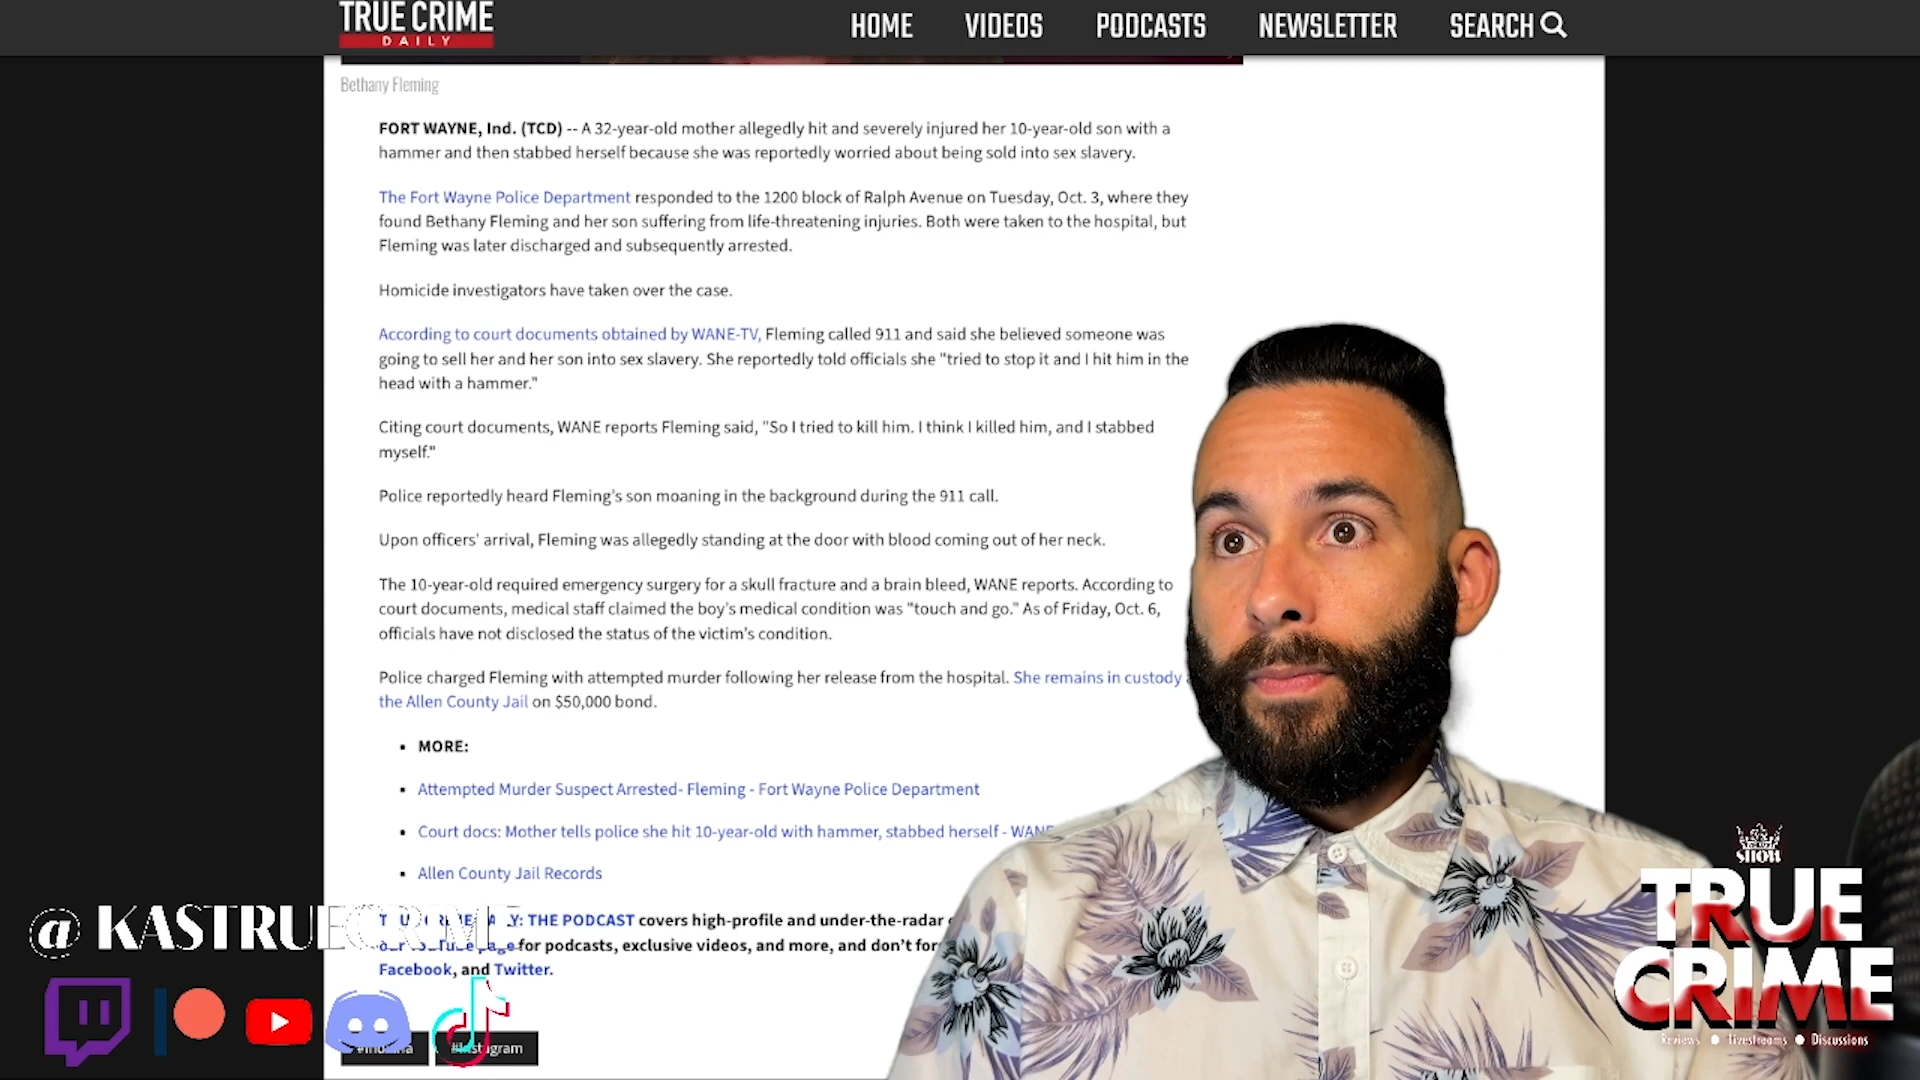 TRUE CRIME
DAILY
HOME VIDEOS PODCASTS NEWSLETTER SEARCH
Bethany Fleming
FORT WAYNE, Ind. (TCD) -- A 32-year-old mother allegedly hit and severely injured her 10-year-old son with a
hammer and then stabbed herself because she was reportedly worried about being sold into sex slavery.
The Fort Wayne Police Department responded to the 1200 block of Ralph Avenue on Tuesday, Oct. 3, where they
found Bethany Fleming and her son suffering from life-threatening injuries. Both were taken to the hospital, but
Fleming was later discharged and subsequently arrested.
Homicide investigators have taken over the case.
According to court documents obtained by WANE-TV, Fleming called 911 and said she believed someone was
going to sell her and her son into sex slavery. She reportedly told officials she "tried to stop it and I hit him in the
head with a hammer."
Citing court documents, WANE reports Fleming said, "So I tried to kill him. I think I killed him, and I stabbed
myself."
Police reportedly heard Fleming's son moaning in the background during the 911 call.
Upon officers' arrival, Fleming was allegedly standing at the door with blood coming out of her neck.
The 10-year-old required emergency surgery for a skull fracture and a brain bleed, WANE reports. According to
court documents, medical staff claimed the boy's medical condition was "touch and go." As of Friday, Oct. 6,
officials have not disclosed the status of the victim's condition.
Police charged Fleming with attempted murder following her release from the hospital. She remains in custody
the Allen County Jail on $50,000 bond.
• MORE:
• Attempted Murder Suspect Arrested- Fleming - Fort Wayne Police Department
• Court docs: Mother tells police she hit 10-year-old with hammer, stabbed herself - WANE
• Allen County Jail Records
THE PODCAST covers high-profile and under-the-radar
for podcasts, exclusive videos, and more, and don't
Facebook, and Twitter.
@KASTRUECRIME
#Instagram
SHOW
TRUE
CRIME
Reviews • Livestreams • Discussions